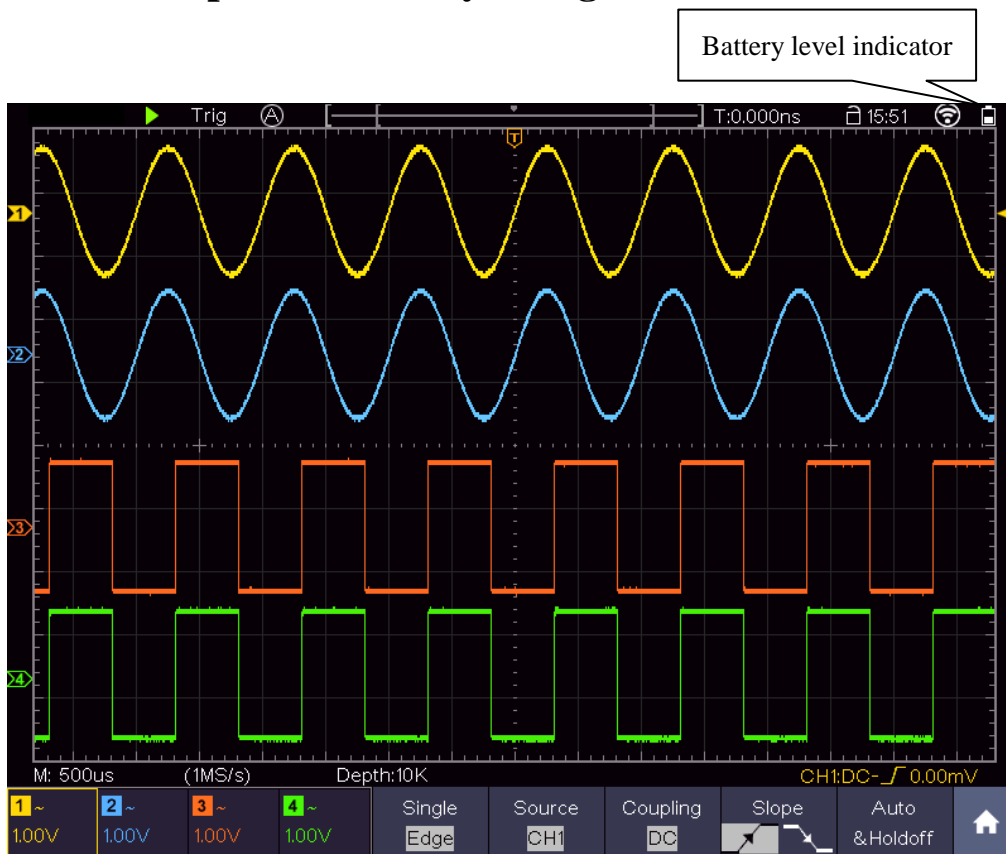 Battery level indicator
Trig A T:0.000ns 15:51
T
1
2
3
4
M: 500us (1MS/s) Depth:10K CH1:DC- 0.00mV
1 ~ 2 ~ 3 ~ 4 ~ Single Source Coupling Slope Auto
1.00V 1.00V 1.00V 1.00V Edge CH1 DC &Holdoff